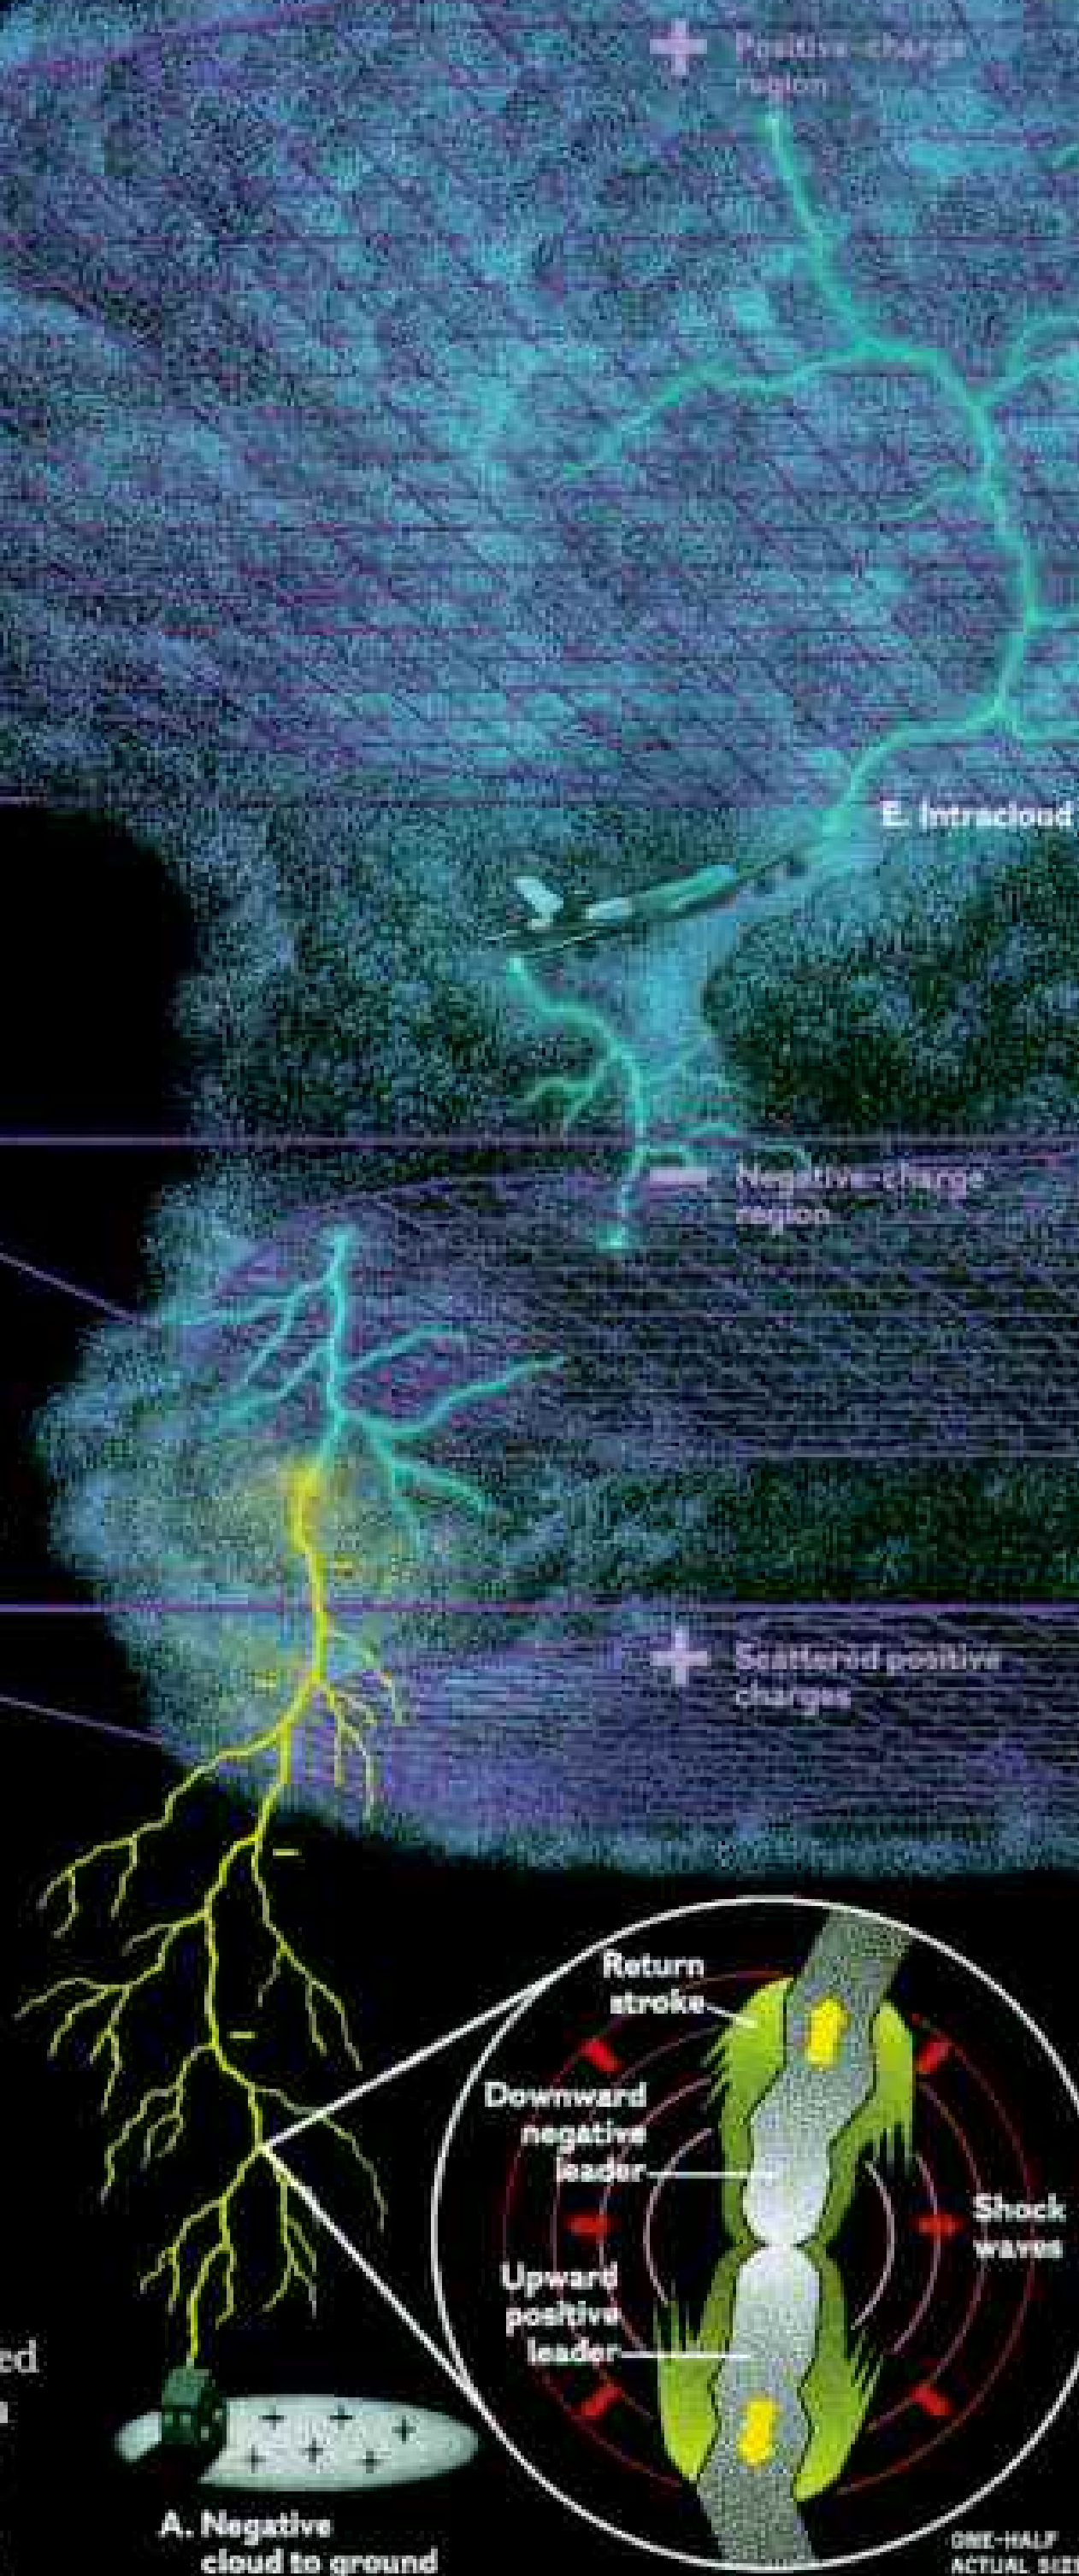 Positive-charge
region
E. Intracloud
Negative-charge
region
Scattered positive
charges
Return
stroke
Downward
negative
leader
Shock
waves
Upward
positive
leader
ed
A. Negative
cloud to ground
ONE-HALF
ACTUAL SIZE